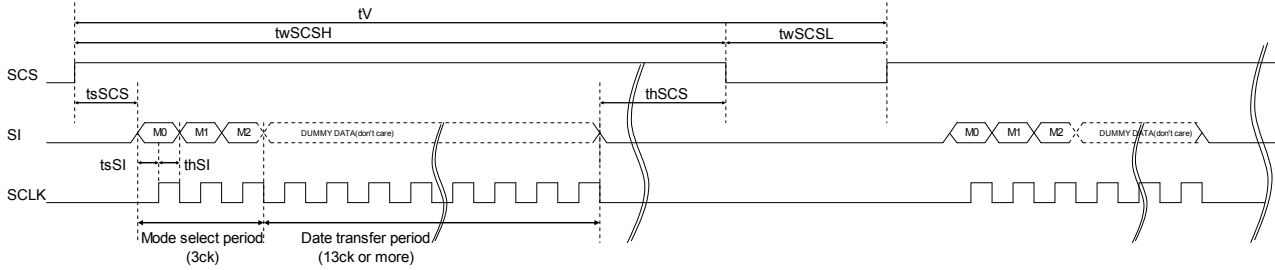 tV
twSCSH
twSCSL
SCS
tsSCS
thSCS
SI
M0
M1
M2
DUMMY DATA(don't care)
M0
M1
M2
DUMMY DATA(don't care)
tsSI
thSI
SCLK
Mode select period
(3ck)
Date transfer period
(13ck or more)